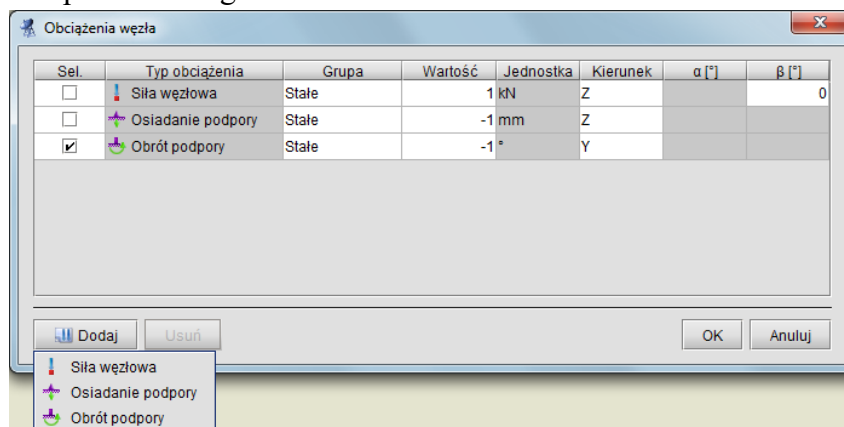 Obciążenia węzła
Sel. Typ obciążenia Grupa Wartość Jednostka Kierunek α [°] β [°]
Siła węzłowa Stałe 1 kN Z 0
Osiadanie podpory Stałe -1 mm Z
Obrót podpory Stałe -1 ° Y
Dodaj Usuń OK Anuluj
Siła węzłowa
Osiadanie podpory
Obrót podpory